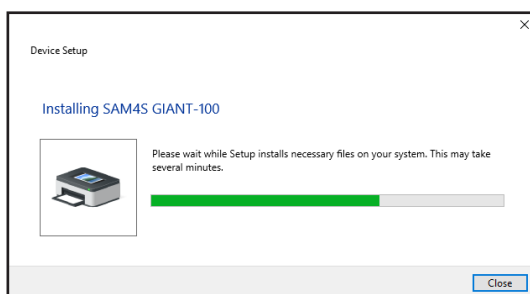 Device Setup
Installing SAM4S GIANT-100
Please wait while Setup installs necessary files on your system. This may take
several minutes.
Close